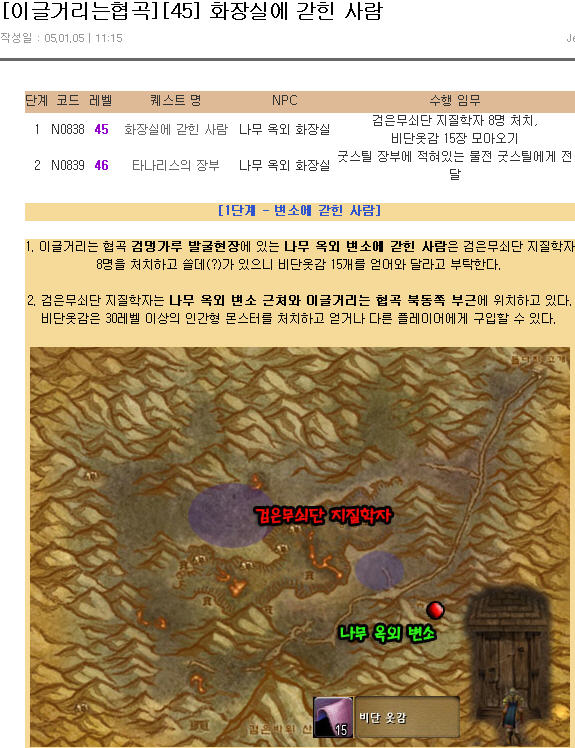 [이글거리는협곡][45] 화장실에 갇힌 사람
작성일 : 05,01,05 | 11:15
단계 코드 레벨 퀘스트 명 NPC 수행 임무
1 N0838 45 화장실에 갇힌 사람 나무 옥외 화장실 검은무쇠단 지질학자 8명 처치,
비단옷감 15장 모아오기
2 N0839 46 타나리스의 장부 나무 옥외 화장실 굿스틸 장부에 적혀있는 물전 굿스틸에게 전
달
[1단계 - 변소에 갇힌 사람]
1. 이글거리는 협곡 검댕가루 발굴현장에 있는 나무 옥외 변소에 갇힌 사람은 검은무쇠단 지질학자
8명을 처치하고 쓸데(?)가 있으니 비단옷감 15개를 얻어와 달라고 부탁한다.
2. 검은무쇠단 지질학자는 나무 옥외 변소 근처와 이글거리는 협곡 북동쪽 부근에 위치하고 있다.
비단옷감은 30레벨 이상의 인간형 몬스터를 처치하고 얻거나 다른 플레이어에게 구입할 수 있다.
검은무쇠단 지질학자
나무 옥외 변소
15 비단 옷감
검은바위 산